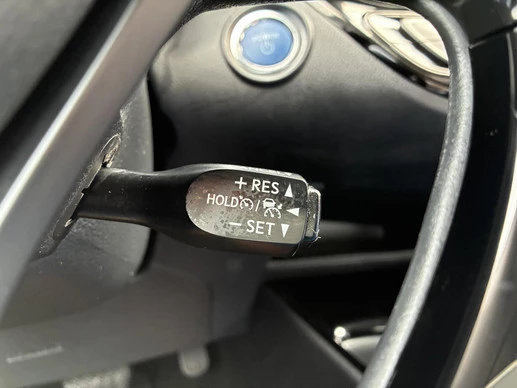 + RES ▲
HOLD / ◄
− SET ▼